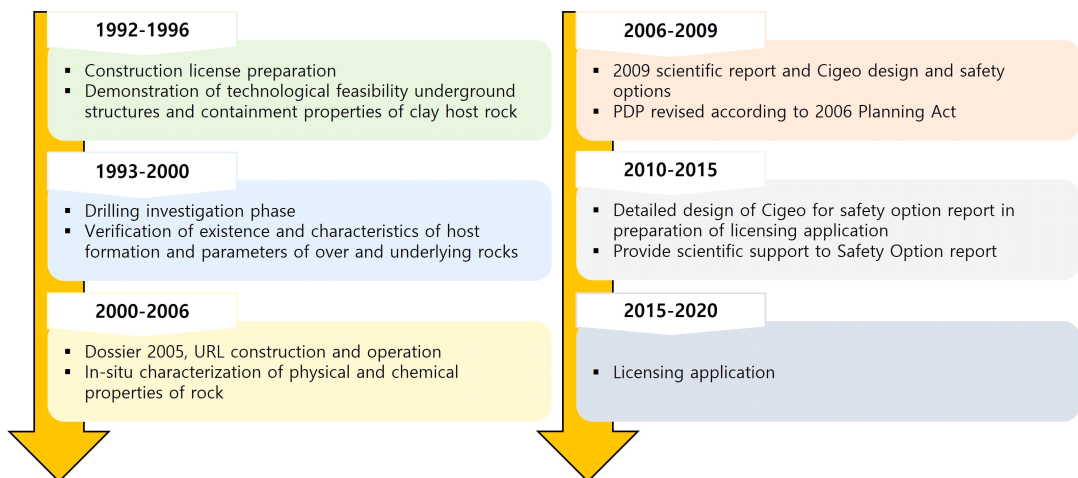 1992-1996
▪ Construction license preparation
▪ Demonstration of technological feasibility underground
structures and containment properties of clay host rock
1993-2000
▪ Drilling investigation phase
▪ Verification of existence and characteristics of host
formation and parameters of over and underlying rocks
2000-2006
▪ Dossier 2005, URL construction and operation
▪ In-situ characterization of physical and chemical
properties of rock
2006-2009
▪ 2009 scientific report and Cigeo design and safety
options
▪ PDP revised according to 2006 Planning Act
2010-2015
▪ Detailed design of Cigeo for safety option report in
preparation of licensing application
▪ Provide scientific support to Safety Option report
2015-2020
▪ Licensing application